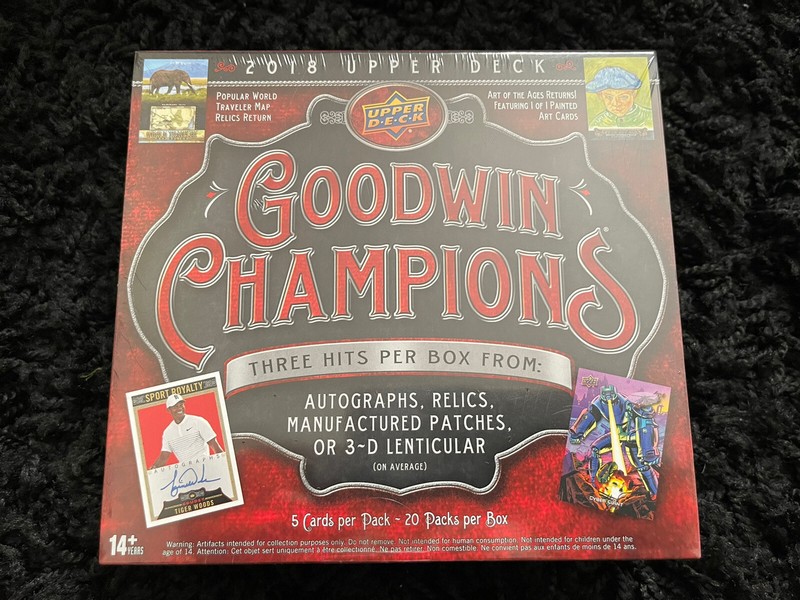 2018 UPPER DECK
POPULAR WORLD
TRAVELER MAP
RELICS RETURN
ART OF THE AGES RETURNS!
FEATURING 1 OF 1 PAINTED
ART CARDS
UPPER
D·E·C·K
GOODWIN
CHAMPIONS
THREE HITS PER BOX FROM:
AUTOGRAPHS, RELICS,
MANUFACTURED PATCHES,
OR 3~D LENTICULAR
(ON AVERAGE)
SPORT ROYALTY
AUTOGRAPHS
TIGER WOODS
5 Cards per Pack ~ 20 Packs per Box
14+
YEARS
Warning: Artifacts intended for collection purposes only. Do not remove. Not intended for human consumption. Not intended for children under the
age of 14. Attention: Cet objet sert uniquement à être collectionné. Ne pas retirer. Non comestible. Ne convient pas aux enfants de moins de 14 ans.